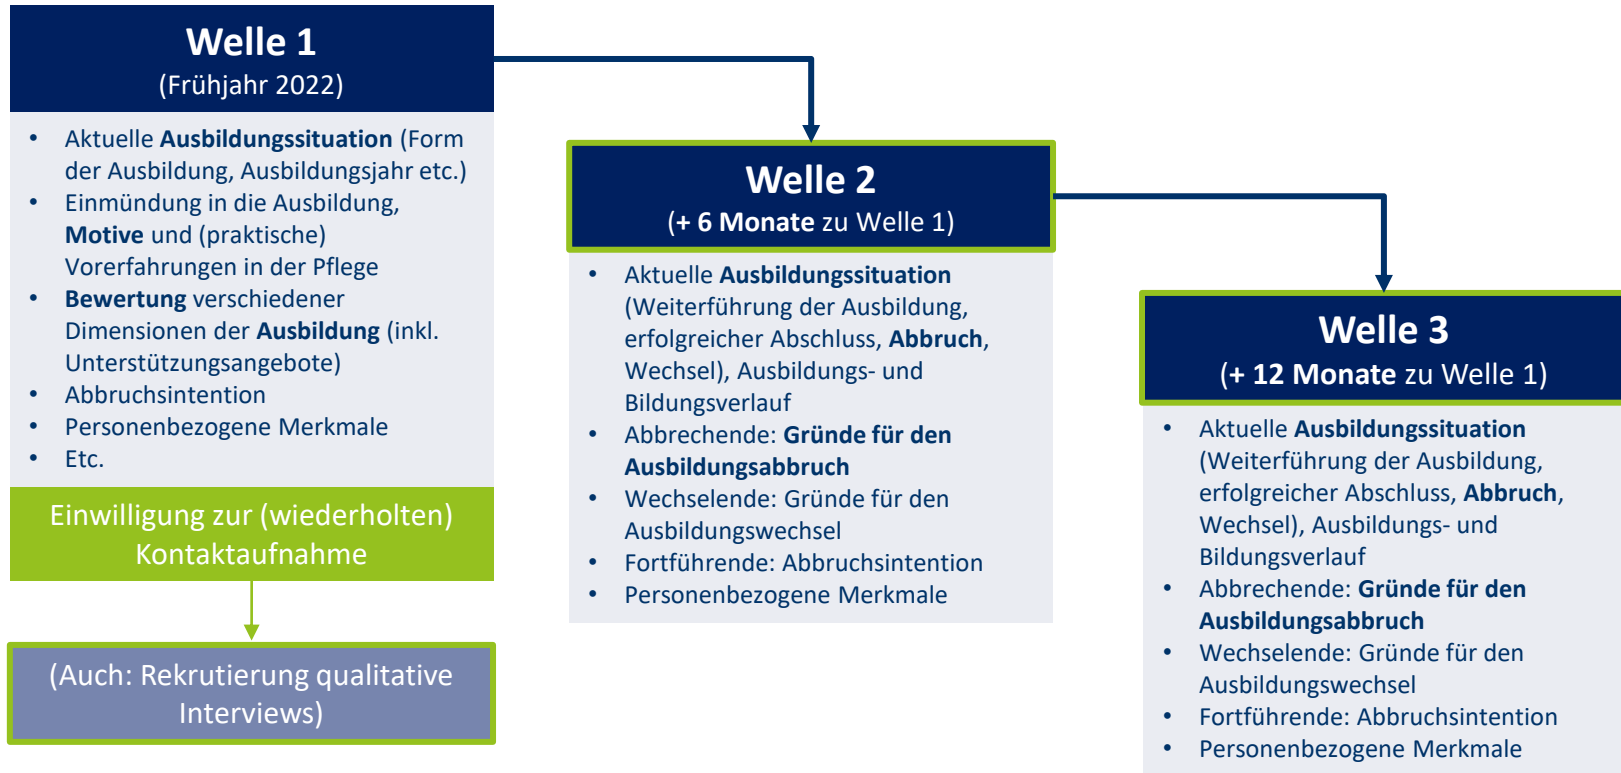 Welle 1
(Frühjahr 2022)
• Aktuelle Ausbildungssituation (Form
der Ausbildung, Ausbildungsjahr etc.)
• Einmündung in die Ausbildung,
Motive und (praktische)
Vorerfahrungen in der Pflege
• Bewertung verschiedener
Dimensionen der Ausbildung (inkl.
Unterstützungsangebote)
• Abbruchsintention
• Personenbezogene Merkmale
• Etc.
Einwilligung zur (wiederholten)
Kontaktaufnahme
(Auch: Rekrutierung qualitative
Interviews)
Welle 2
(+ 6 Monate zu Welle 1)
• Aktuelle Ausbildungssituation
(Weiterführung der Ausbildung,
erfolgreicher Abschluss, Abbruch,
Wechsel), Ausbildungs- und
Bildungsverlauf
• Abbrechende: Gründe für den
Ausbildungsabbruch
• Wechselende: Gründe für den
Ausbildungswechsel
• Fortführende: Abbruchsintention
• Personenbezogene Merkmale
Welle 3
(+ 12 Monate zu Welle 1)
• Aktuelle Ausbildungssituation
(Weiterführung der Ausbildung,
erfolgreicher Abschluss, Abbruch,
Wechsel), Ausbildungs- und
Bildungsverlauf
• Abbrechende: Gründe für den
Ausbildungsabbruch
• Wechselende: Gründe für den
Ausbildungswechsel
• Fortführende: Abbruchsintention
• Personenbezogene Merkmale